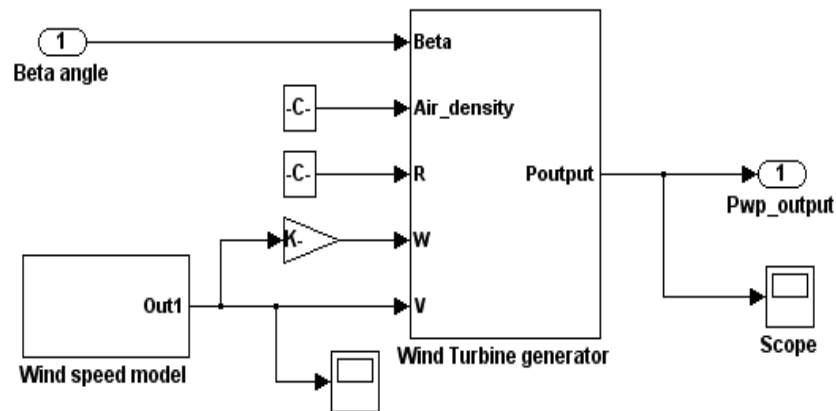 1
Beta angle
-C-
-C-
K-
Out1
Wind speed model
Beta
Air_density
R
W
V
Poutput
Wind Turbine generator
1
Pwp_output
Scope